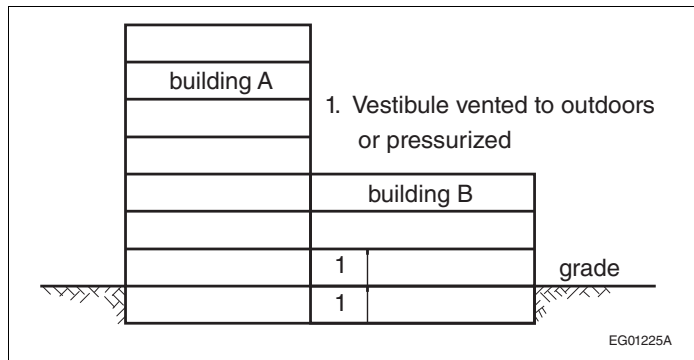 building A
1. Vestibule vented to outdoors
or pressurized
building B
1
grade
1
EG01225A